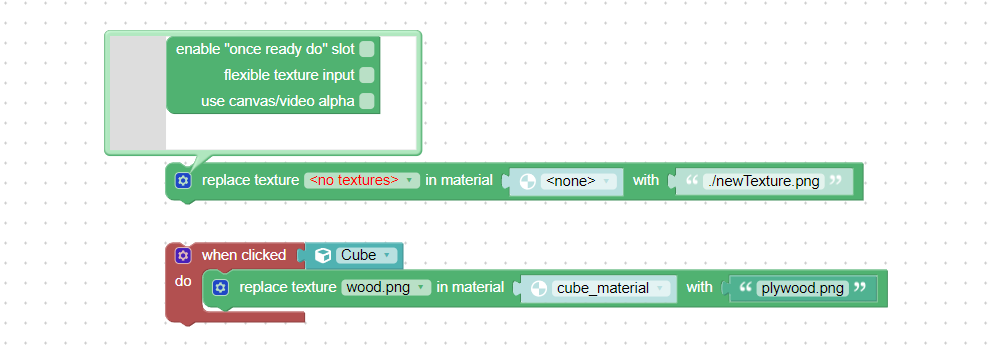 enable "once ready do" slot
flexible texture input
use canvas/video alpha
replace texture <no textures> in material <none> with “ ./newTexture.png ”
when clicked Cube
do replace texture wood.png in material cube_material with “ plywood.png ”